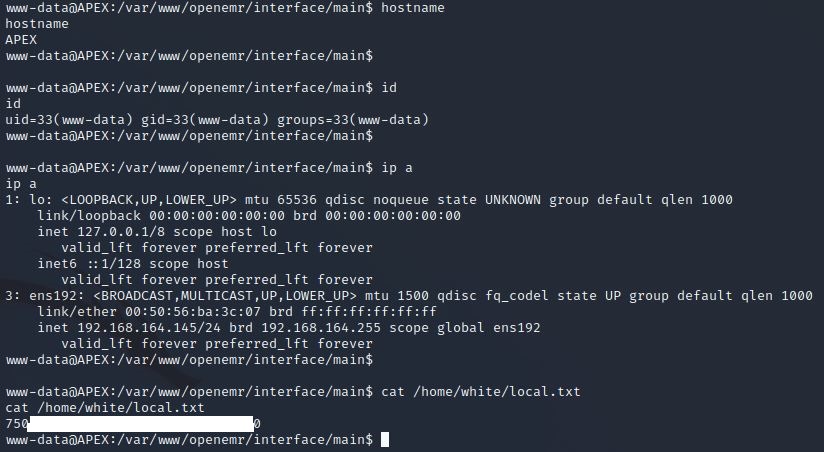 www-data@APEX:/var/www/openemr/interface/main$ hostname
hostname
APEX
www-data@APEX:/var/www/openemr/interface/main$
www-data@APEX:/var/www/openemr/interface/main$ id
id
uid=33(www-data) gid=33(www-data) groups=33(www-data)
www-data@APEX:/var/www/openemr/interface/main$
www-data@APEX:/var/www/openemr/interface/main$ ip a
ip a
1: lo: <LOOPBACK,UP,LOWER_UP> mtu 65536 qdisc noqueue state UNKNOWN group default qlen 1000
    link/loopback 00:00:00:00:00:00 brd 00:00:00:00:00:00
    inet 127.0.0.1/8 scope host lo
       valid_lft forever preferred_lft forever
    inet6 ::1/128 scope host
       valid_lft forever preferred_lft forever
3: ens192: <BROADCAST,MULTICAST,UP,LOWER_UP> mtu 1500 qdisc fq_codel state UP group default qlen 1000
    link/ether 00:50:56:ba:3c:07 brd ff:ff:ff:ff:ff:ff
    inet 192.168.164.145/24 brd 192.168.164.255 scope global ens192
       valid_lft forever preferred_lft forever
www-data@APEX:/var/www/openemr/interface/main$
www-data@APEX:/var/www/openemr/interface/main$ cat /home/white/local.txt
cat /home/white/local.txt
750 0
www-data@APEX:/var/www/openemr/interface/main$